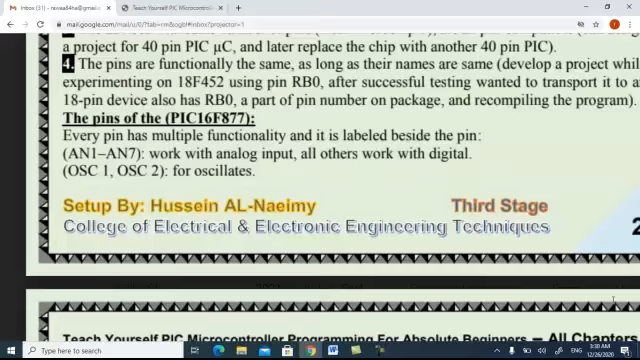 Inbox (31) - rewaa84ha@gmail.co
Teach Yourself PIC Microcontroll
mail.google.com/mail/u/0/?tab=rm&ogbl#inbox?projector=1
a project for 40 pin PIC µC, and later replace the chip with another 40 pin PIC).
4. The pins are functionally the same, as long as their names are same (develop a project whil
experimenting on 18F452 using pin RB0, after successful testing wanted to transport it to a
18-pin device also has RB0, a part of pin number on package, and recompiling the program).
The pins of the (PIC16F877):
Every pin has multiple functionality and it is labeled beside the pin:
(AN1–AN7): work with analog input, all others work with digital.
(OSC 1, OSC 2): for oscillates.
Setup By: Hussein AL-Naeimy Third Stage
College of Electrical & Electronic Engineering Techniques 2
Teach Yourself PIC Microcontroller Programming For Absolute Beginners – All Chapters
Type here to search
ENG
3:30 AM
12/26/2020